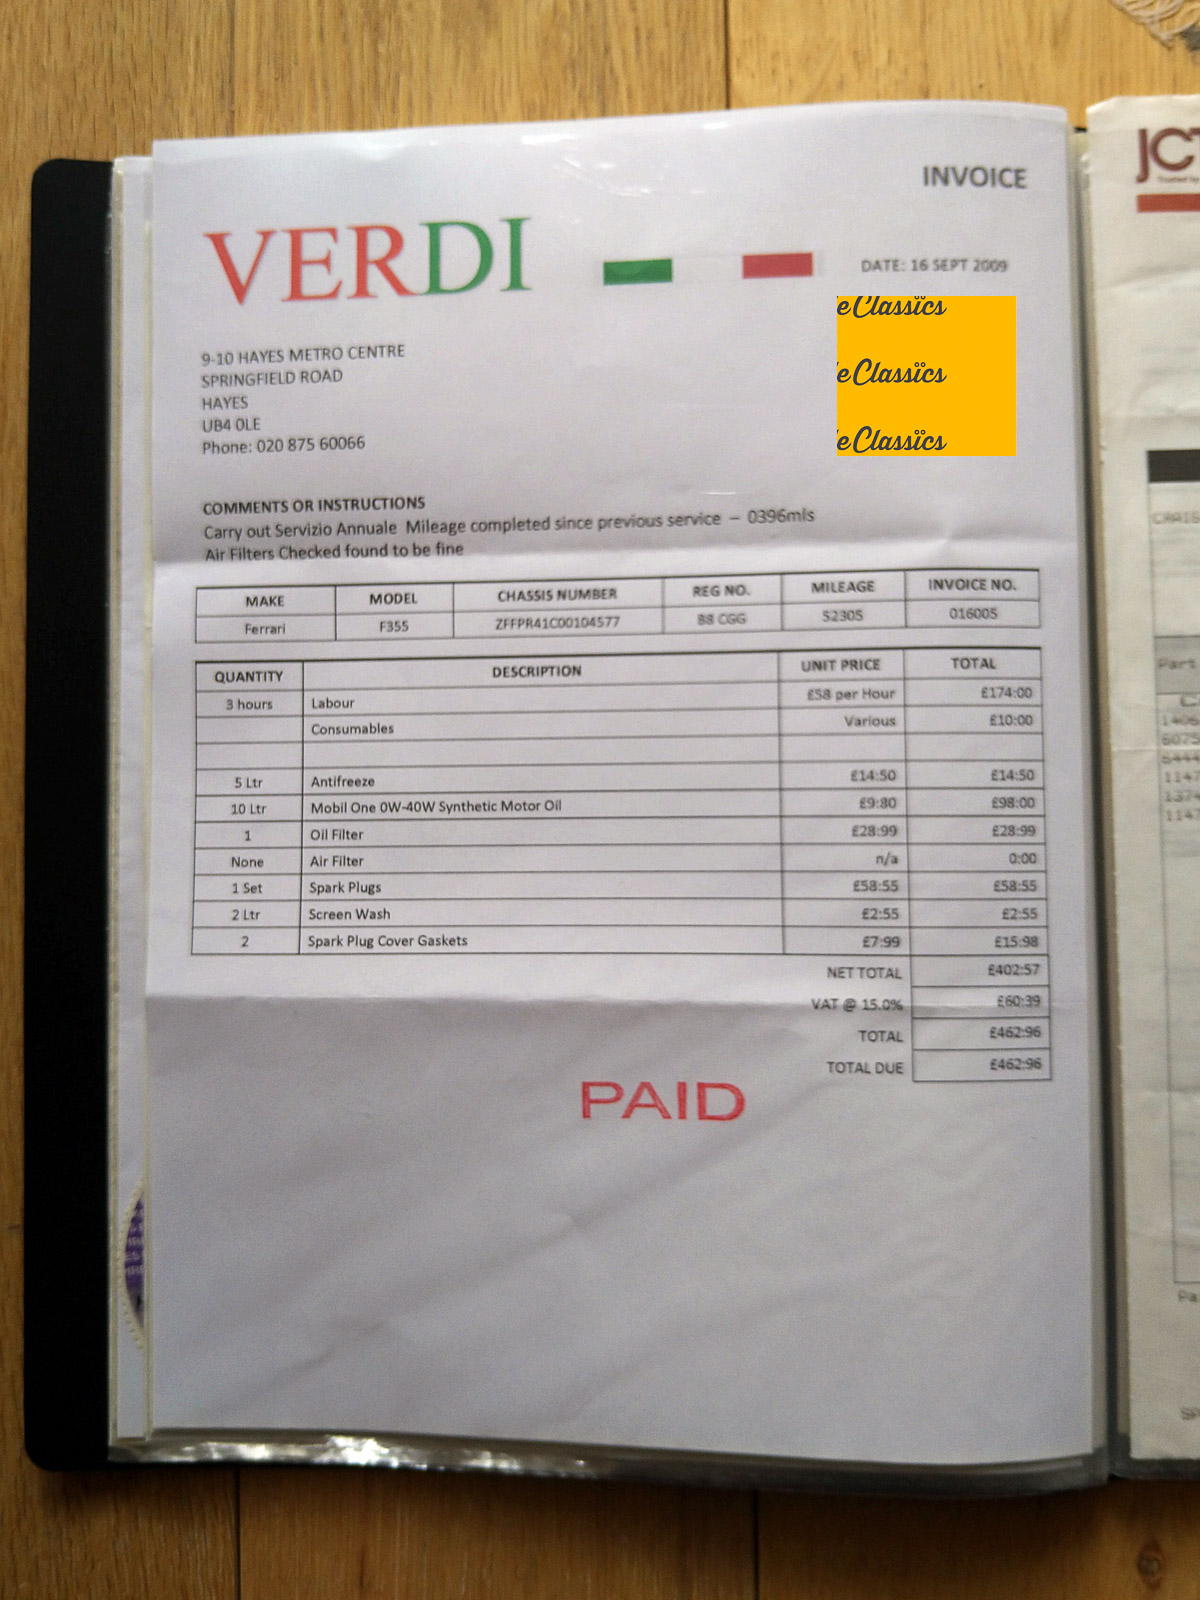 INVOICE
VERDI
DATE: 16 SEPT 2009
e Classics
e Classics
e Classics
9-10 HAYES METRO CENTRE
SPRINGFIELD ROAD
HAYES
UB4 0LE
Phone: 020 875 60066
COMMENTS OR INSTRUCTIONS
Carry out Servizio Annuale Mileage completed since previous service – 0396mls
Air Filters Checked found to be fine
MAKE MODEL CHASSIS NUMBER REG NO. MILEAGE INVOICE NO.
Ferrari F355 ZFFPR41C00104577 B8 CGG 52305 016005
QUANTITY DESCRIPTION UNIT PRICE TOTAL
3 hours Labour £58 per Hour £174:00
Consumables Various £10:00
5 Ltr Antifreeze £14:50 £14:50
10 Ltr Mobil One 0W-40W Synthetic Motor Oil £9:80 £98:00
1 Oil Filter £28:99 £28:99
None Air Filter n/a 0:00
1 Set Spark Plugs £58:55 £58:55
2 Ltr Screen Wash £2:55 £2:55
2 Spark Plug Cover Gaskets £7:99 £15:98
NET TOTAL £402:57
VAT @ 15.0% £60:39
TOTAL £462:96
TOTAL DUE £462:96
PAID
JCT
Part